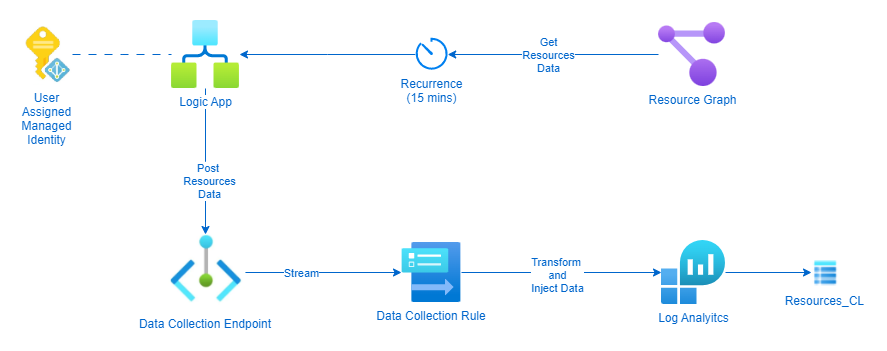 Get
Resources
Data
User
Assigned
Managed
Identity
Logic App
Recurrence
(15 mins)
Resource Graph
Post
Resources
Data
Stream
Transform
and
Inject Data
Data Collection Endpoint
Data Collection Rule
Log Analyitcs
Resources_CL